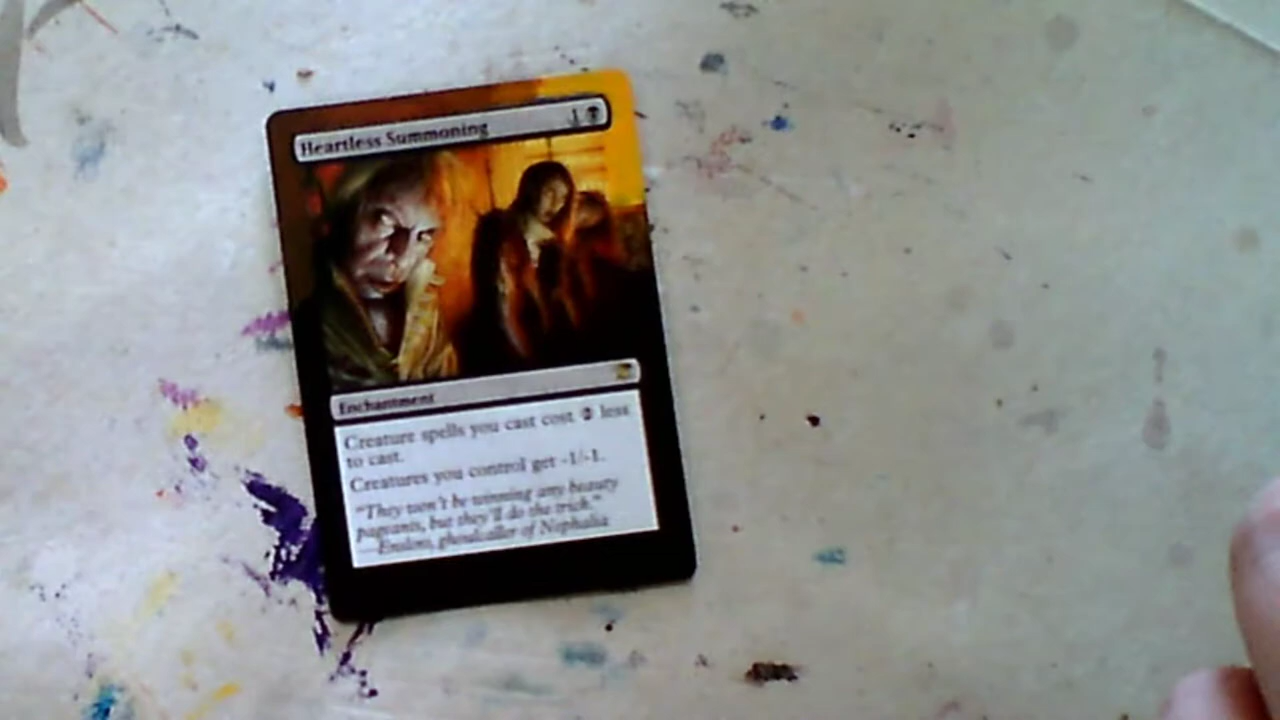 Heartless Summoning 1
Enchantment
Creature spells you cast cost 2 less
to cast.
Creatures you control get -1/-1.
"They won't be winning any beauty
pageants, but they'll do the trick."
ghoulcaller of Nephalia